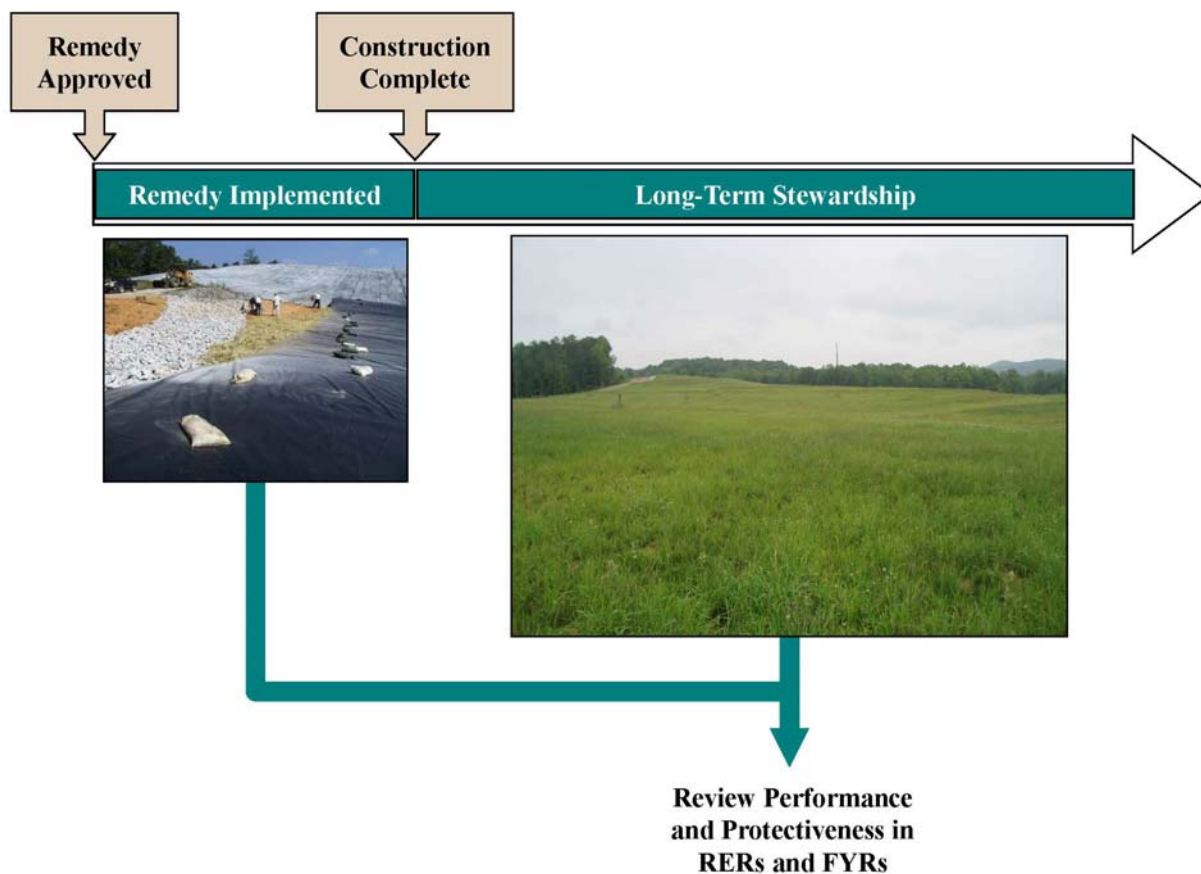 Remedy
Approved
Construction
Complete
Remedy Implemented
Long-Term Stewardship
Review Performance
and Protectiveness in
RERs and FYRs